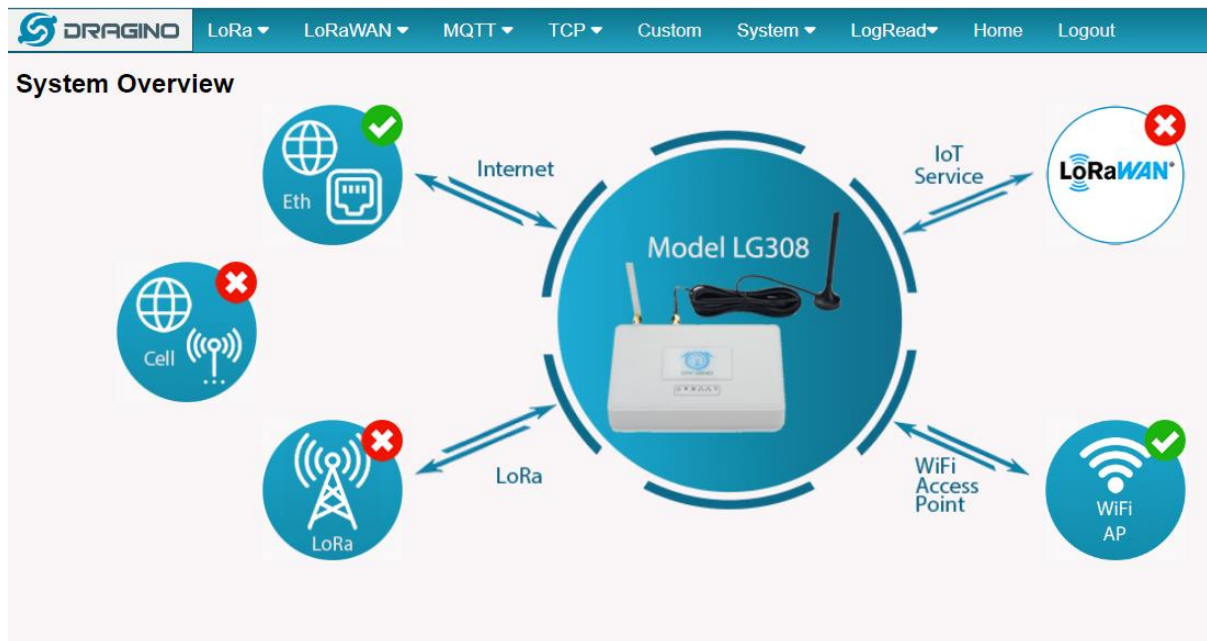 DRAGINO LoRa LoRaWAN MQTT TCP Custom System LogRead Home Logout
System Overview
Eth
Internet
IoT
Service
LoRaWAN®
Model LG308
Cell
DRAGINO
LoRa
LoRa
WiFi
Access
Point
WiFi
AP